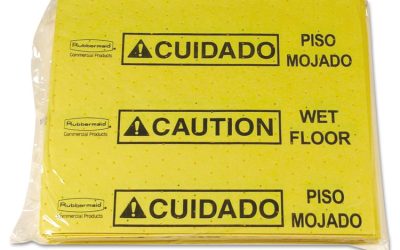 Rubbermaid
Commercial Products
CUIDADO
PISO
MOJADO
Rubbermaid
Commercial Products
CAUTION
WET
FLOOR
Rubbermaid
Commercial Products
CUIDADO
PISO
MOJADO